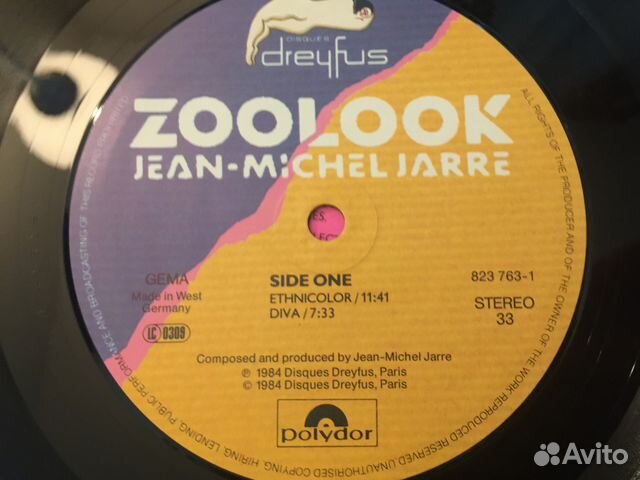 DISQUES
dreyfus
ZOOLOOK
JEAN-MICHEL JARRE
GEMA
Made in West
Germany
LC 0309
SIDE ONE
ETHNICOLOR/11:41
DIVA/7:33
823 763-1
STEREO
33
Composed and produced by Jean-Michel Jarre
℗ 1984 Disques Dreyfus, Paris
© 1984 Disques Dreyfus, Paris
polydor
ALL RIGHTS OF THE PRODUCER AND OF THE OWNER OF THE WORK REPRODUCED RESERVED. UNAUTHORISED COPYING, HIRING, LENDING, PUBLIC PERFORMANCE AND BROADCASTING OF THIS RECORD PROHIBITED
Avito